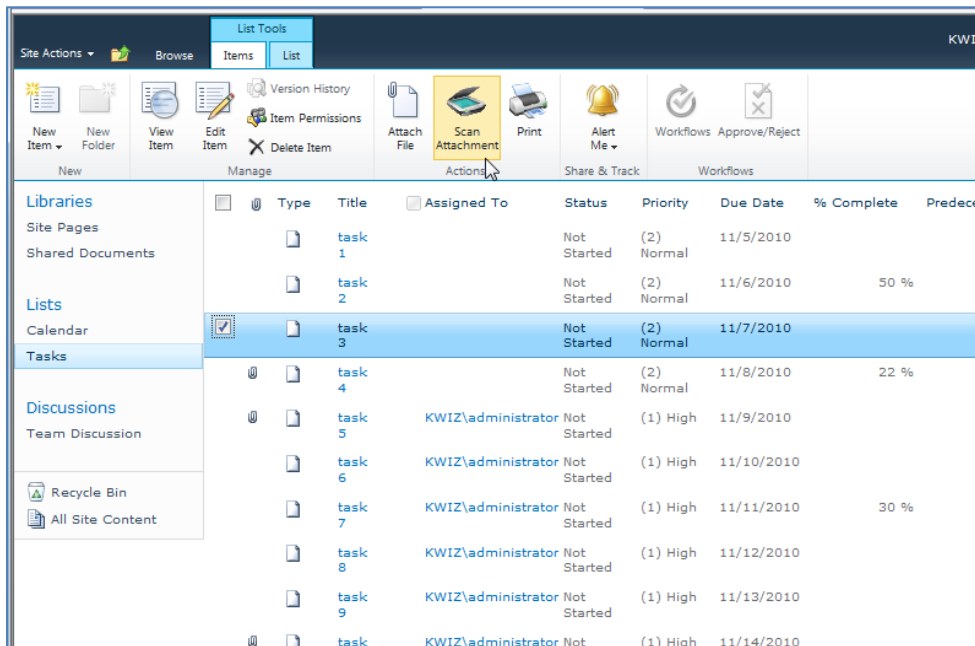 List Tools
KWI
Site Actions
Browse
Items
List
New Item
New Folder
View Item
Edit Item
Version History
Item Permissions
Delete Item
Attach File
Scan Attachment
Print
Alert Me
Workflows
Approve/Reject
New
Manage
Actions
Share & Track
Workflows
Libraries
Site Pages
Shared Documents
Lists
Calendar
Tasks
Discussions
Team Discussion
Recycle Bin
All Site Content
Type Title Assigned To Status Priority Due Date % Complete Predece
task Not (2) 11/5/2010
1 Started Normal
task Not (2) 11/6/2010 50 %
2 Started Normal
task Not (2) 11/7/2010
3 Started Normal
task Not (2) 11/8/2010 22 %
4 Started Normal
task KWIZ\administrator Not (1) High 11/9/2010
5 Started
task KWIZ\administrator Not (1) High 11/10/2010
6 Started
task KWIZ\administrator Not (1) High 11/11/2010 30 %
7 Started
task KWIZ\administrator Not (1) High 11/12/2010
8 Started
task KWIZ\administrator Not (1) High 11/13/2010
9 Started
task KWIZ\administrator Not (1) High 11/14/2010